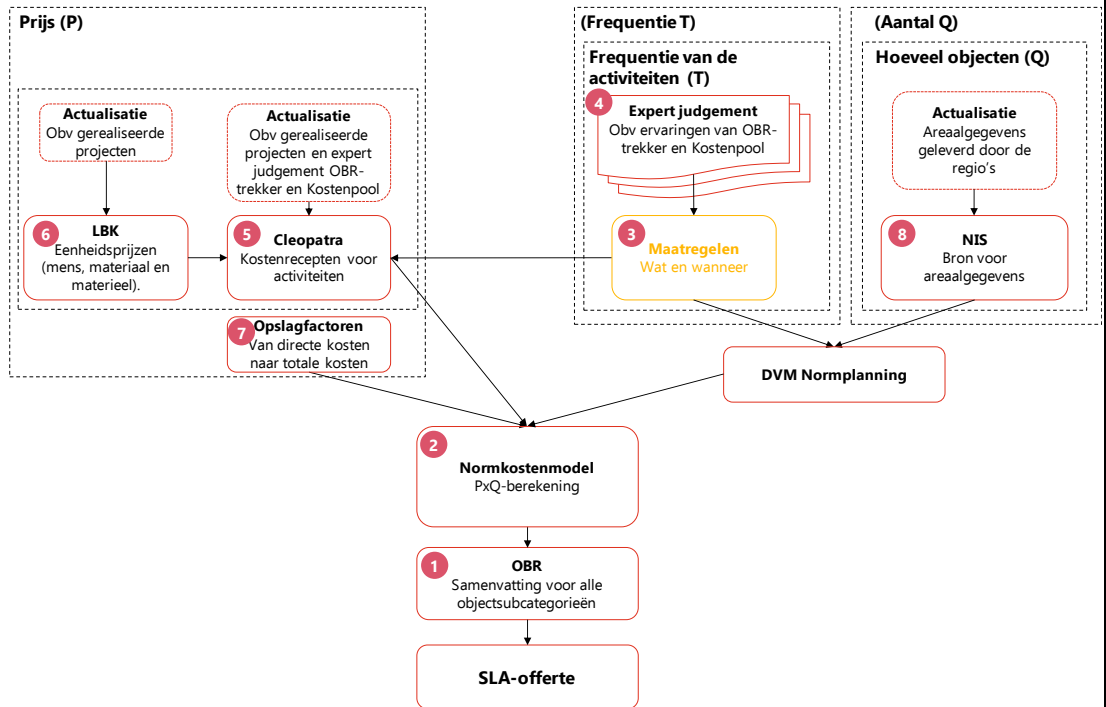 Prijs (P)
Actualisatie
Obv gerealiseerde
projecten
Actualisatie
Obv gerealiseerde
projecten en expert
judgement OBR-
trekker en Kostenpool
6
LBK
Eenheidsprijzen
(mens, materiaal en
materieel).
5
Cleopatra
Kostenrecepten voor
activiteiten
7
Opslagfactoren
Van directe kosten
naar totale kosten
(Frequentie T)
Frequentie van de
activiteiten (T)
4
Expert judgement
Obv ervaringen van OBR-
trekker en Kostenpool
3
Maatregelen
Wat en wanneer
(Aantal Q)
Hoeveel objecten (Q)
Actualisatie
Areaalgegevens
geleverd door de
regio's
8
NIS
Bron voor
areaalgegevens
DVM Normplanning
2
Normkostenmodel
PxQ-berekening
1
OBR
Samenvatting voor alle
objectsubcategorieën
SLA-offerte